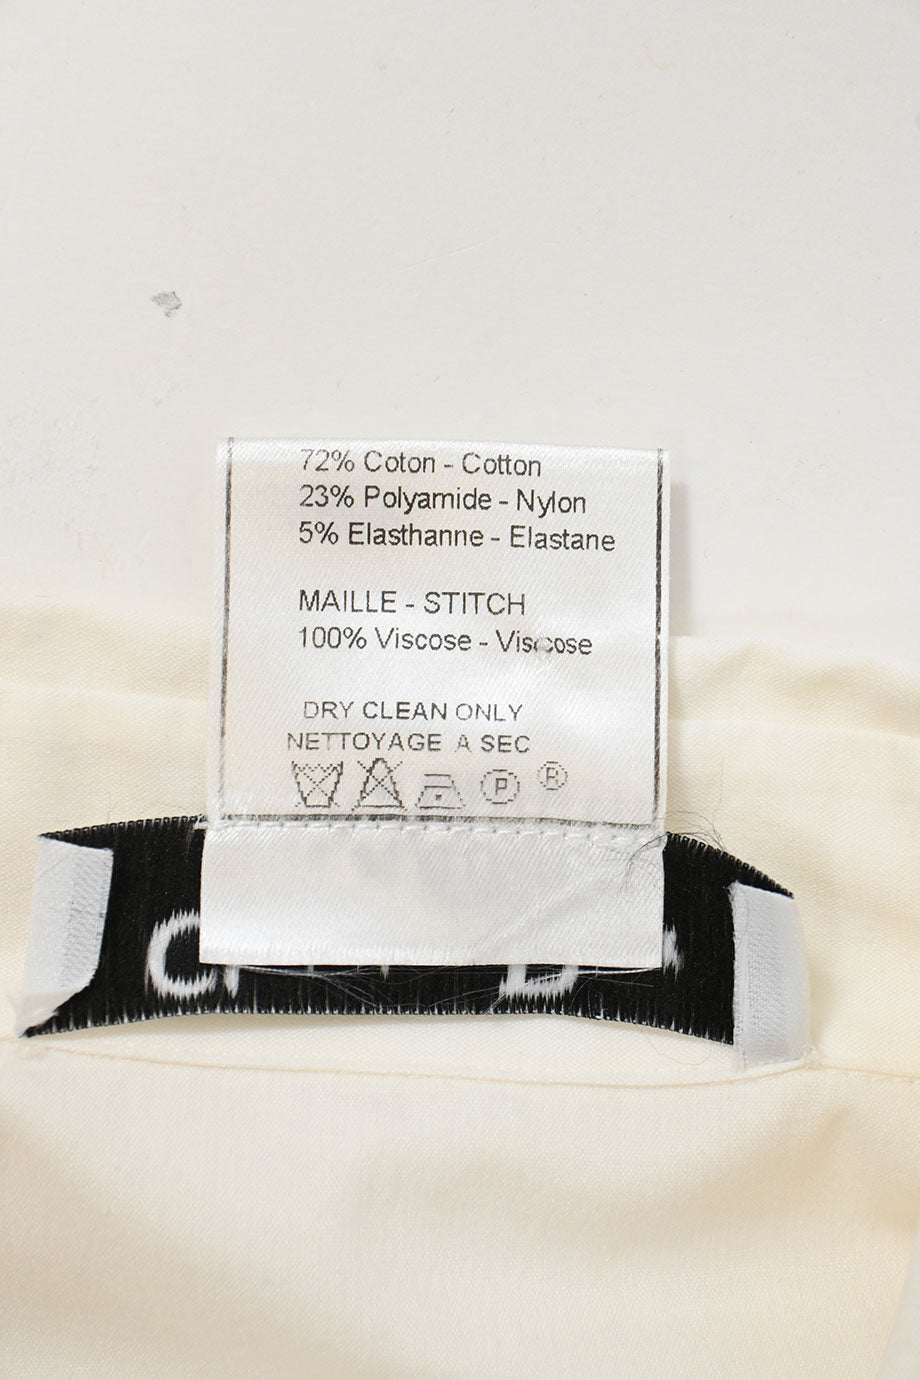 72% Coton - Cotton
23% Polyamide - Nylon
5% Elasthanne - Elastane
MAILLE - STITCH
100% Viscose - Viscose
DRY CLEAN ONLY
NETTOYAGE A SEC
P ®